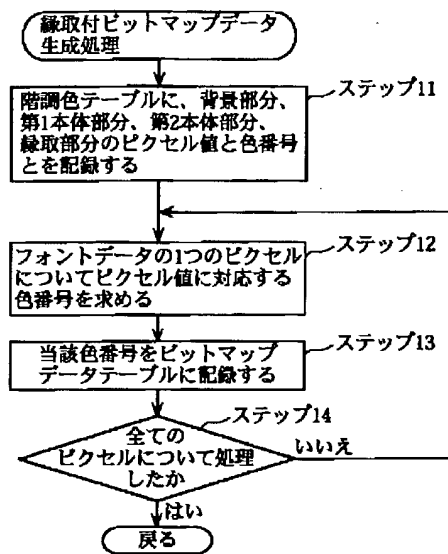 縁取付ビットマップデータ
生成処理
ステップ11
階調色テーブルに、背景部分、
第1本体部分、第2本体部分、
縁取部分のピクセル値と色番号
とを記録する
ステップ12
フォントデータの1つのピクセル
についてピクセル値に対応する
色番号を求める
ステップ13
当該色番号をビットマップ
データテーブルに記録する
ステップ14
全ての
ピクセルについて処理
したか
いいえ
はい
戻る